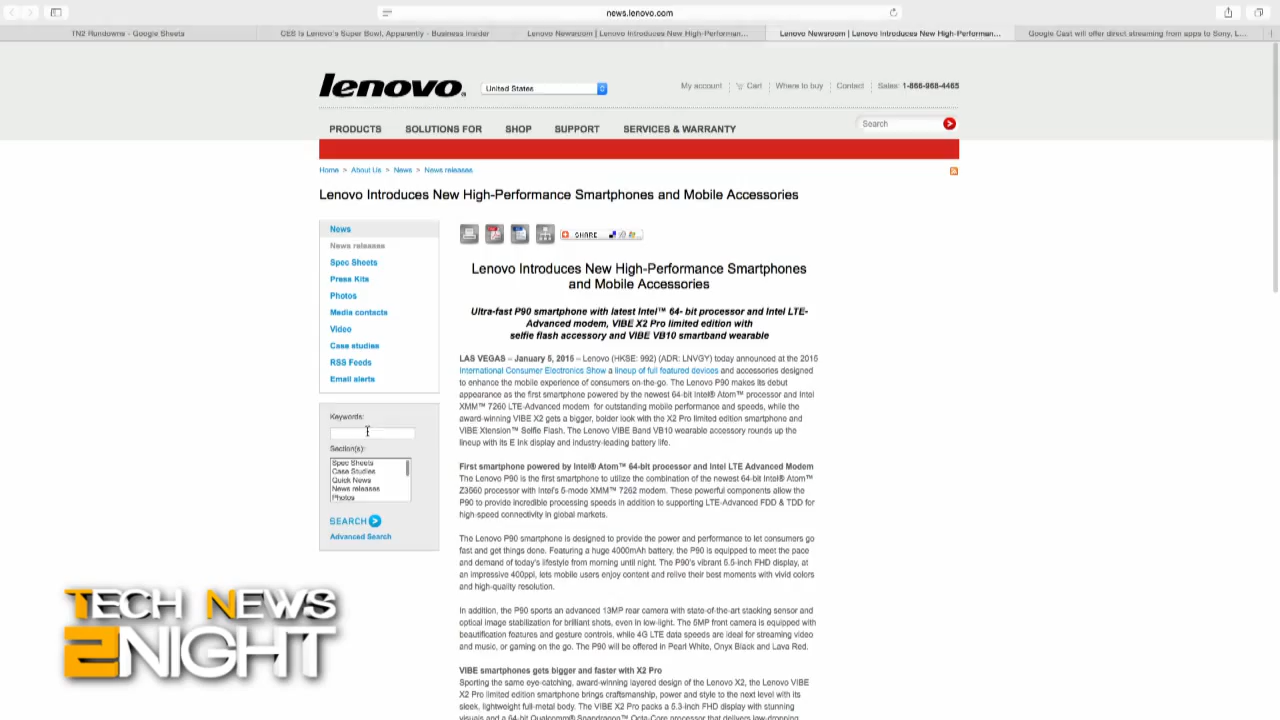 news.lenovo.com
TN2 Rundowns - Google Sheets
CES Is Lenovo's Super Bowl, Apparently - Business Insider
Lenovo Newsroom | Lenovo Introduces New High-Performan...
Lenovo Newsroom | Lenovo Introduces New High-Performan...
Google Cast will offer direct streaming from apps to Sony, L...
lenovo
United States
My account
Cart
Where to buy
Contact
Sales: 1-866-968-4465
PRODUCTS
SOLUTIONS FOR
SHOP
SUPPORT
SERVICES & WARRANTY
Search
Home > About Us > News > News releases
Lenovo Introduces New High-Performance Smartphones and Mobile Accessories
News
News releases
Spec Sheets
Press Kits
Photos
Media contacts
Video
Case studies
RSS Feeds
Email alerts
Keywords:
Section(s):
Spec Sheets
Case Studies
Quick News
News releases
Photos
SEARCH
Advanced Search
SHARE
Lenovo Introduces New High-Performance Smartphones
and Mobile Accessories
Ultra-fast P90 smartphone with latest Intel™ 64- bit processor and Intel LTE-
Advanced modem, VIBE X2 Pro limited edition with
selfie flash accessory and VIBE VB10 smartband wearable
LAS VEGAS – January 5, 2015 – Lenovo (HKSE: 992) (ADR: LNVGY) today announced at the 2015
International Consumer Electronics Show a lineup of full featured devices and accessories designed
to enhance the mobile experience of consumers on-the-go. The Lenovo P90 makes its debut
appearance as the first smartphone powered by the newest 64-bit Intel® Atom™ processor and Intel
XMM™ 7260 LTE-Advanced modem for outstanding mobile performance and speeds, while the
award-winning VIBE X2 gets a bigger, bolder look with the X2 Pro limited edition smartphone and
VIBE Xtension™ Selfie Flash. The Lenovo VIBE Band VB10 wearable accessory rounds up the
lineup with its E Ink display and industry-leading battery life.
First smartphone powered by Intel® Atom™ 64-bit processor and Intel LTE Advanced Modem
The Lenovo P90 is the first smartphone to utilize the combination of the newest 64-bit Intel® Atom™
Z3560 processor with Intel's 5-mode XMM™ 7262 modem. These powerful components allow the
P90 to provide incredible processing speeds in addition to supporting LTE-Advanced FDD & TDD for
high-speed connectivity in global markets.
The Lenovo P90 smartphone is designed to provide the power and performance to let consumers go
fast and get things done. Featuring a huge 4000mAh battery, the P90 is equipped to meet the pace
and demand of today's lifestyle from morning until night. The P90's vibrant 5.5-inch FHD display, at
an impressive 400ppi, lets mobile users enjoy content and relive their best moments with vivid colors
and high-quality resolution.
In addition, the P90 sports an advanced 13MP rear camera with state-of-the-art stacking sensor and
optical image stabilization for brilliant shots, even in low-light. The 5MP front camera is equipped with
beautification features and gesture controls, while 4G LTE data speeds are ideal for streaming video
and music, or gaming on the go. The P90 will be offered in Pearl White, Onyx Black and Lava Red.
VIBE smartphones gets bigger and faster with X2 Pro
Sporting the same eye-catching, award-winning layered design of the Lenovo X2, the Lenovo VIBE
X2 Pro limited edition smartphone brings craftsmanship, power and style to the next level with its
sleek, lightweight full-metal body. The VIBE X2 Pro packs a 5.3-inch FHD display with stunning
visuals and a 64-bit Qualcomm® Snapdragon™ Octa-Core processor that delivers jaw-dropping
TECH NEWS
2NIGHT